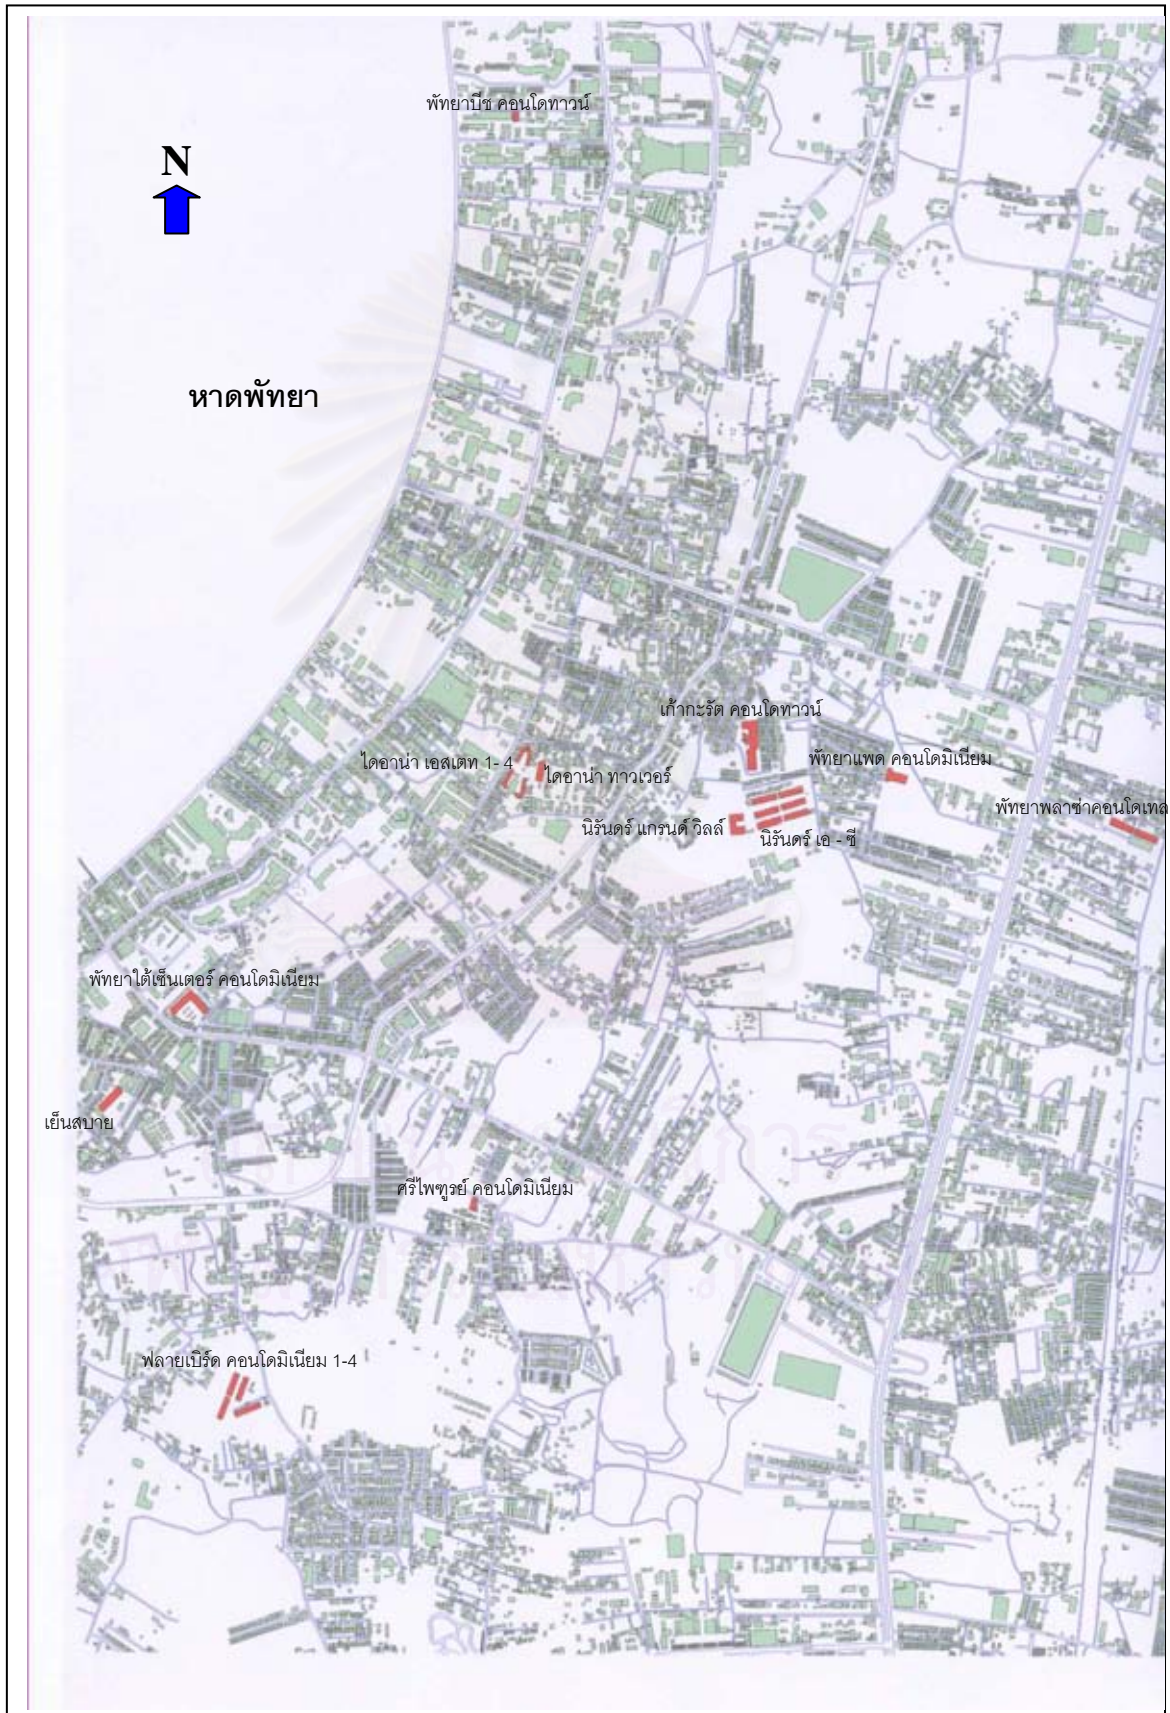 พัทยาบีช คอนโดทาวน์
N
หาดพัทยา
เก้ากะรัต คอนโดทาวน์
ไดอาน่า เอสเตท 1- 4
ไดอาน่า ทาวเวอร์
พัทยาแพด คอนโดมิเนียม
พัทยาพลาซ่าคอนโดเทล
นิรันดร์ แกรนด์ วิลล์
นิรันดร์ เอ - ซี
พัทยาใต้เซ็นเตอร์ คอนโดมิเนียม
เย็นสบาย
ศรีไพฑูรย์ คอนโดมิเนียม
ฟลายเบิร์ด คอนโดมิเนียม 1-4